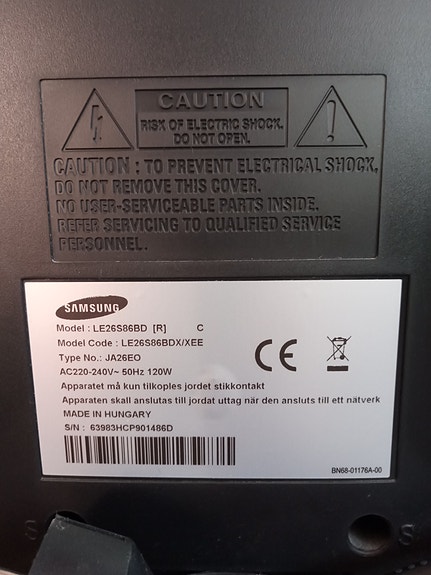 CAUTION
RISK OF ELECTRIC SHOCK.
DO NOT OPEN.
CAUTION : TO PREVENT ELECTRICAL SHOCK,
DO NOT REMOVE THIS COVER.
NO USER-SERVICEABLE PARTS INSIDE.
REFER SERVICING TO QUALIFIED SERVICE
PERSONNEL.
SAMSUNG
Model : LE26S86BD [R] C
Model Code : LE26S86BDX/XEE
Type No.: JA26EO
AC220-240V~ 50Hz 120W
Apparatet må kun tilkoples jordet stikkontakt
Apparaten skall anslutas till jordat uttag när den ansluts till ett nätverk
MADE IN HUNGARY
S/N : 63983HCP901486D
CE
BN68-01176A-00
S
S